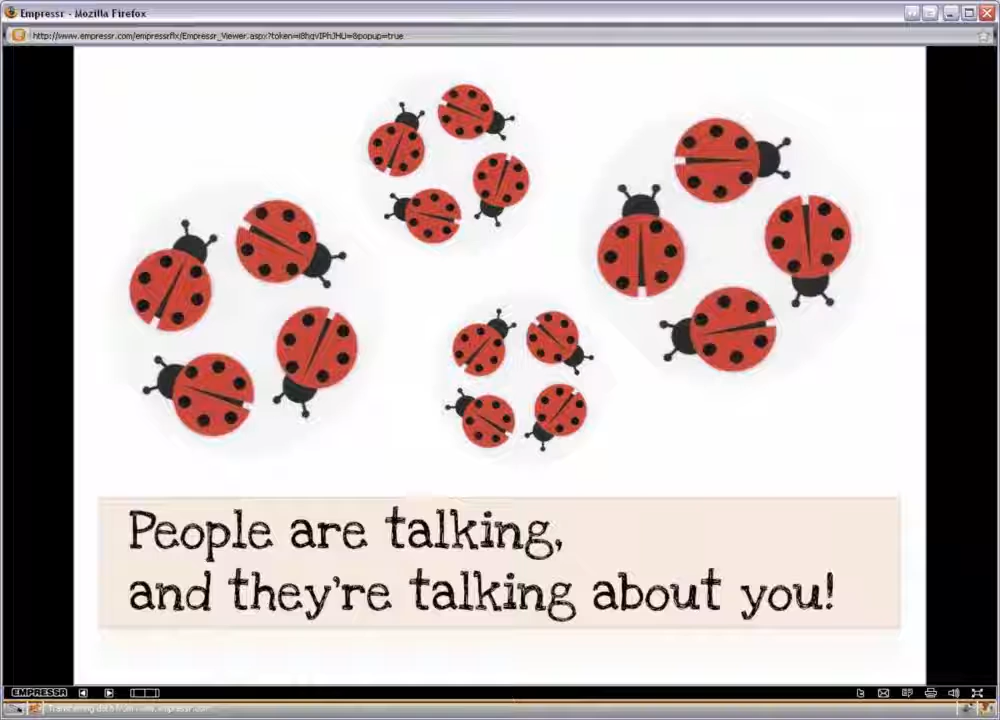 Empressr - Mozilla Firefox
People are talking,
and they're talking about you!
EMPRESSR